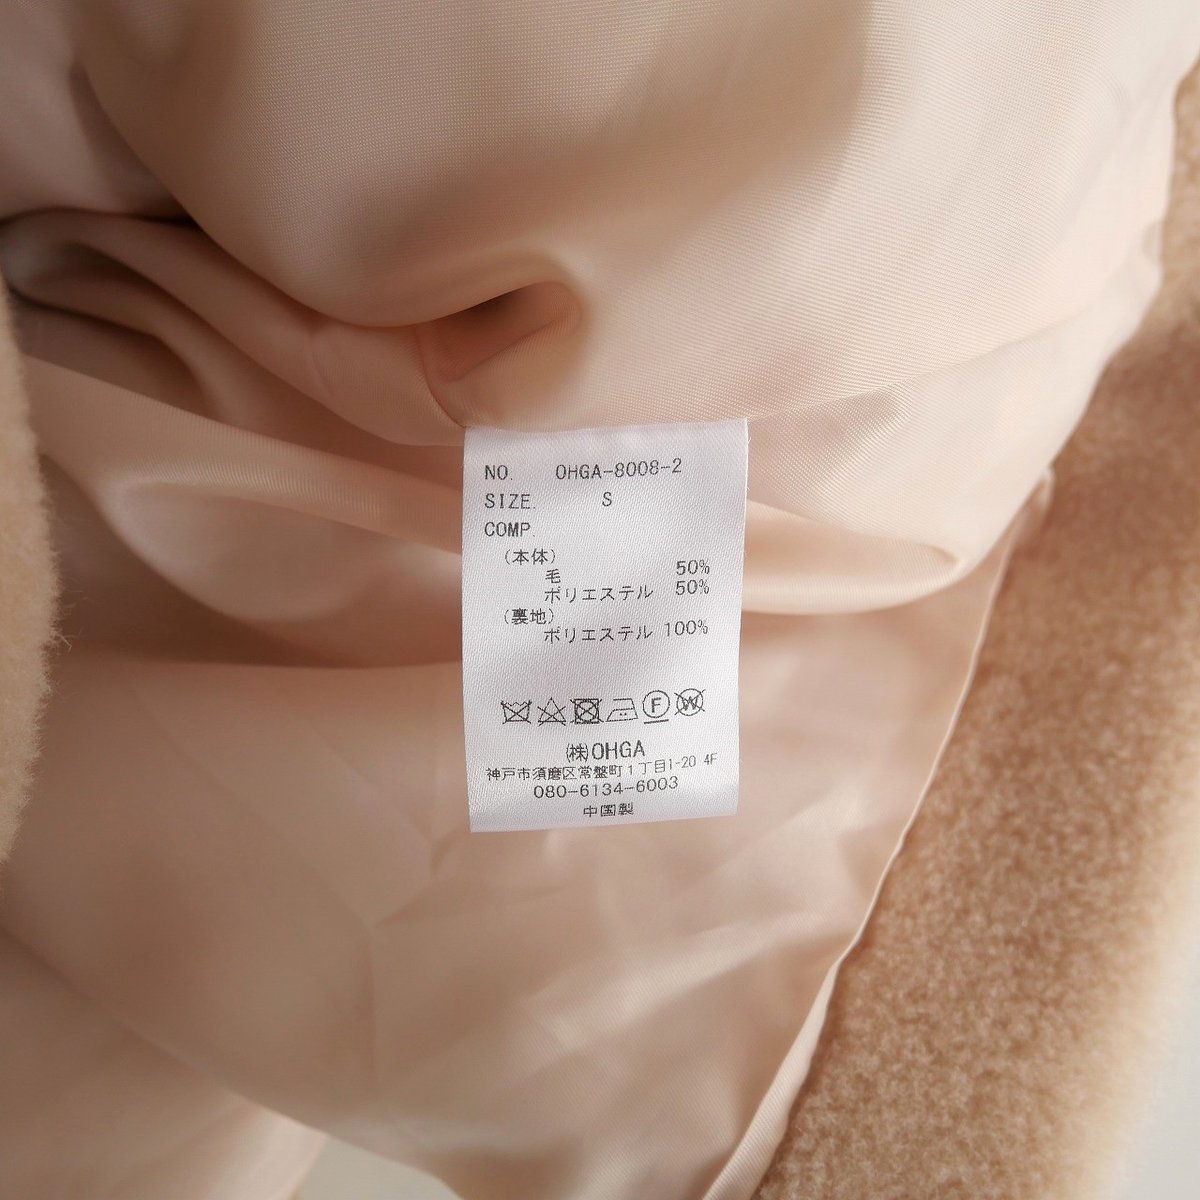 NO. OHGA-8008-2
SIZE. S
COMP.
(本体)
毛 50%
ポリエステル 50%
(裏地)
ポリエステル 100%
F W
㈱OHGA
神戸市須磨区常盤町1丁目1-20 4F
080-6134-6003
中国製